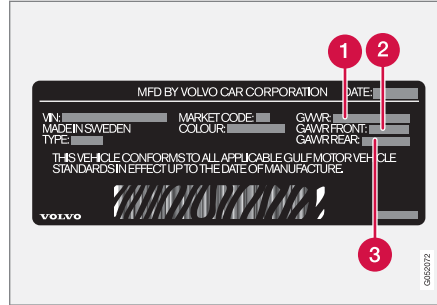 1
2
MFD BY VOLVO CAR CORPORATION DATE:
VIN: MARKET CODE: GVWR:
MADE IN SWEDEN COLOUR: GAWR FRONT:
TYPE: GAWR REAR:
THIS VEHICLE CONFORMS TO ALL APPLICABLE GULF MOTOR VEHICLE
STANDARDS IN EFFECT UP TO THE DATE OF MANUFACTURE.
VOLVO
3
G052072